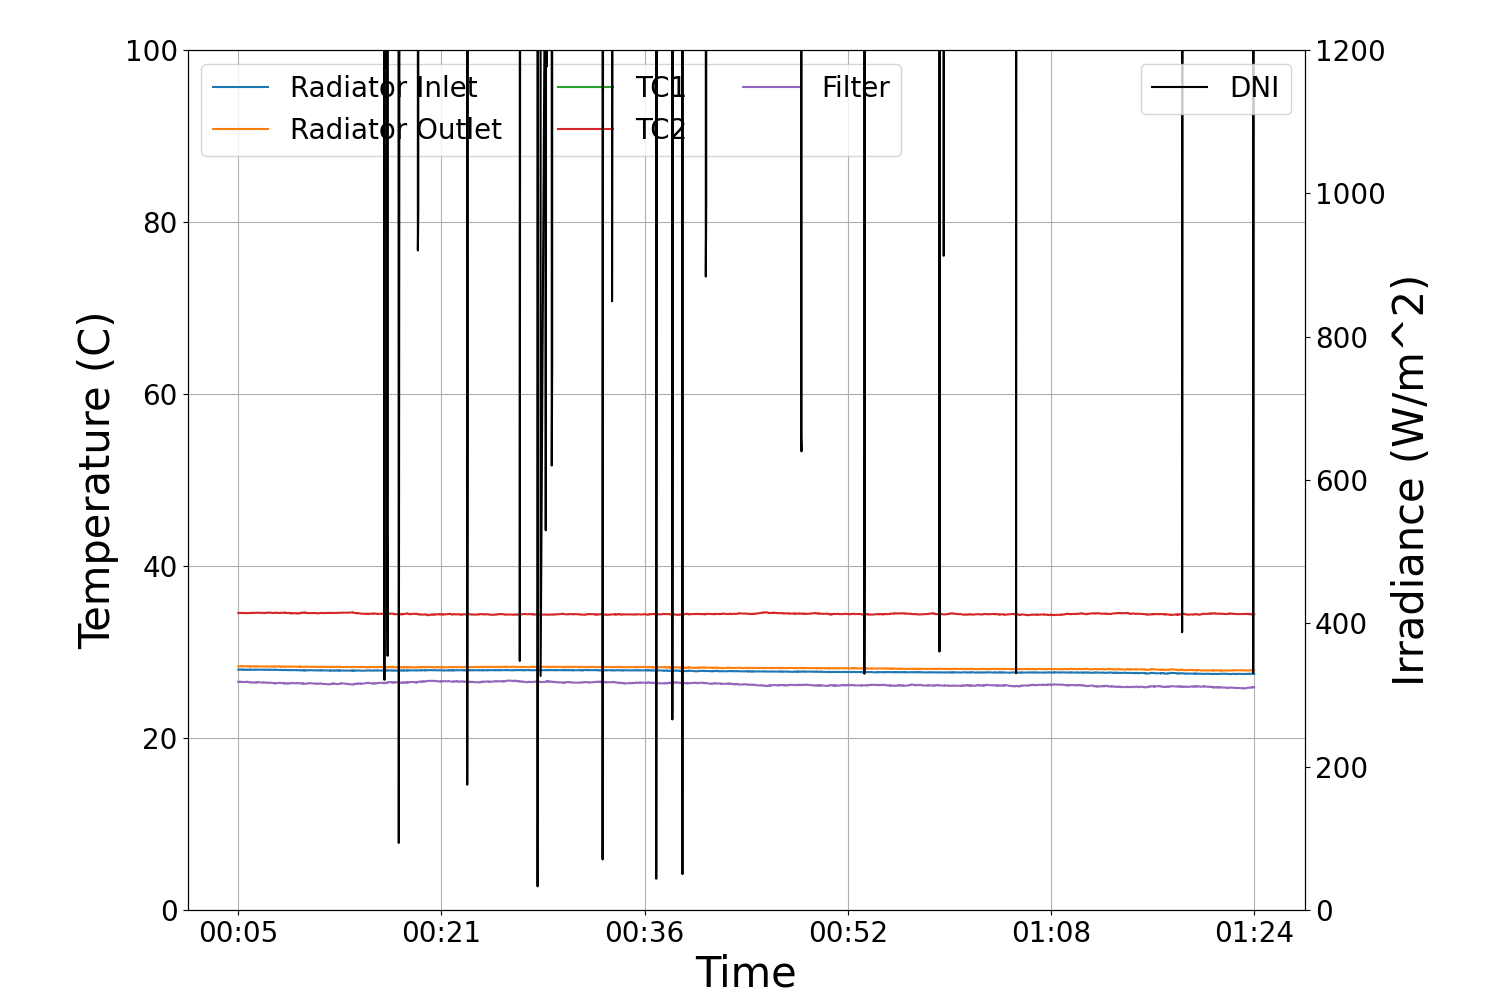 100
80
60
40
20
0
Temperature (C)
Radiator Inlet
Radiator Outlet
TC1
TC2
Filter
DNI
1200
1000
800
600
400
200
0
Irradiance (W/m^2)
00:05
00:21
00:36
00:52
01:08
01:24
Time